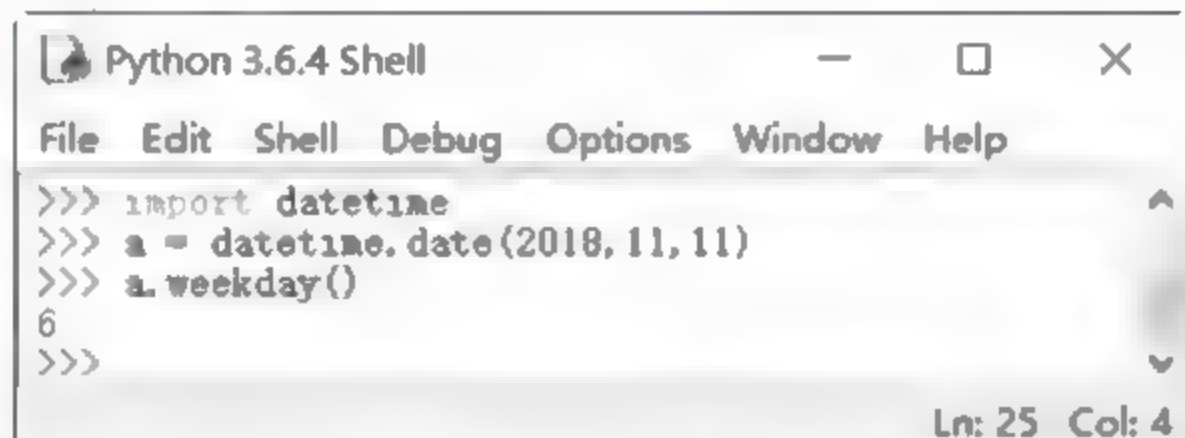 Python 3.6.4 Shell
File Edit Shell Debug Options Window Help
>>> import datetime
>>> a = datetime.date(2018, 11, 11)
>>> a.weekday()
6
>>>
Ln: 25 Col: 4